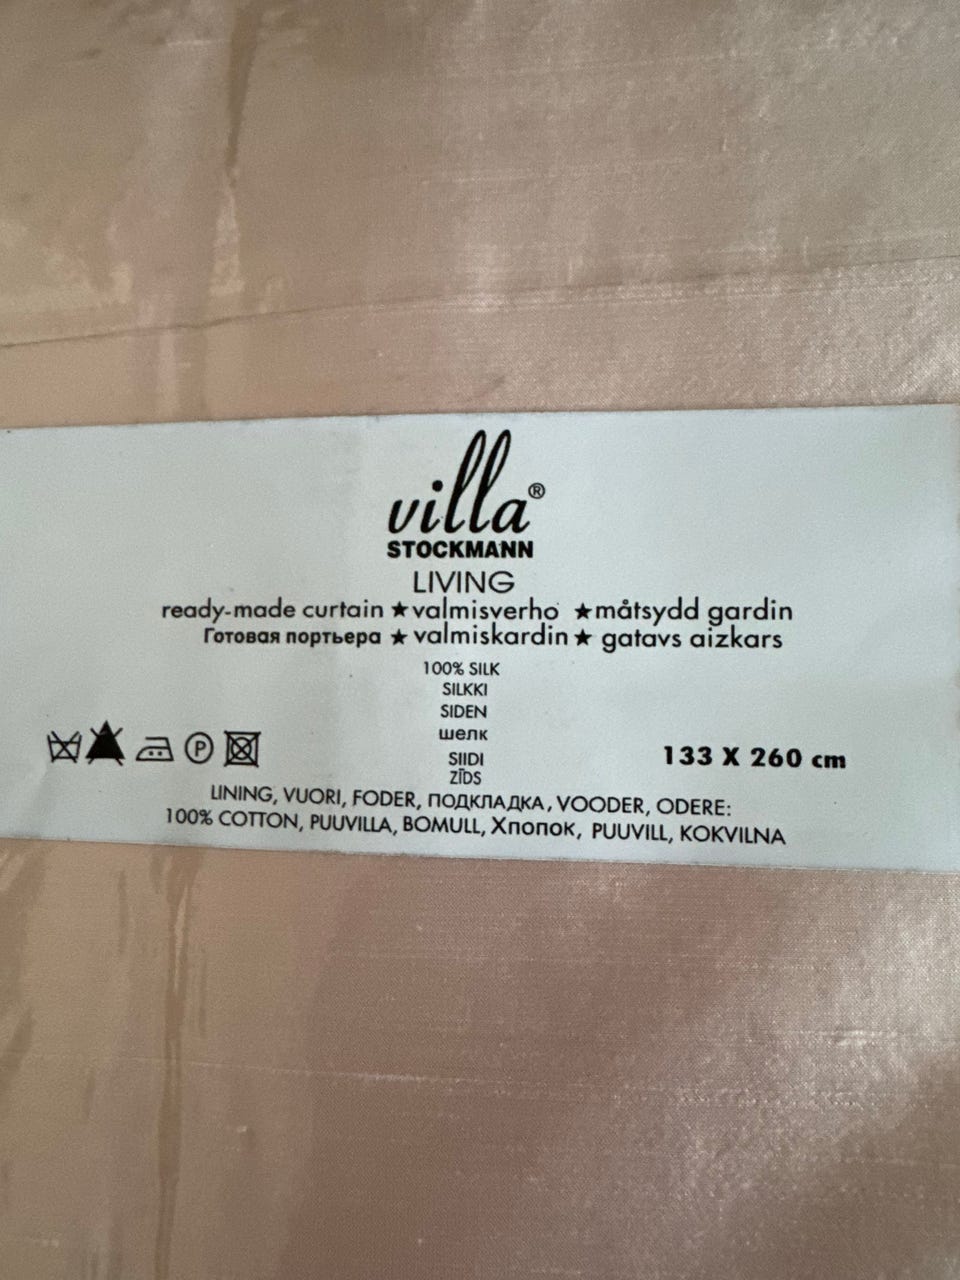 villa®
STOCKMANN
LIVING
ready-made curtain ★ valmisverho ★ måtsydd gardin
Готовая портьера ★ valmiskardin ★ gatavs aizkars
100% SILK
SILKKI
SIDEN
шелк
SIIDI
ZĪDS
P
133 X 260 cm
LINING, VUORI, FODER, ПОДКЛАДКА, VOODER, ODERE:
100% COTTON, PUUVILLA, BOMULL, Хлопок, PUUVILL, KOKVILNA